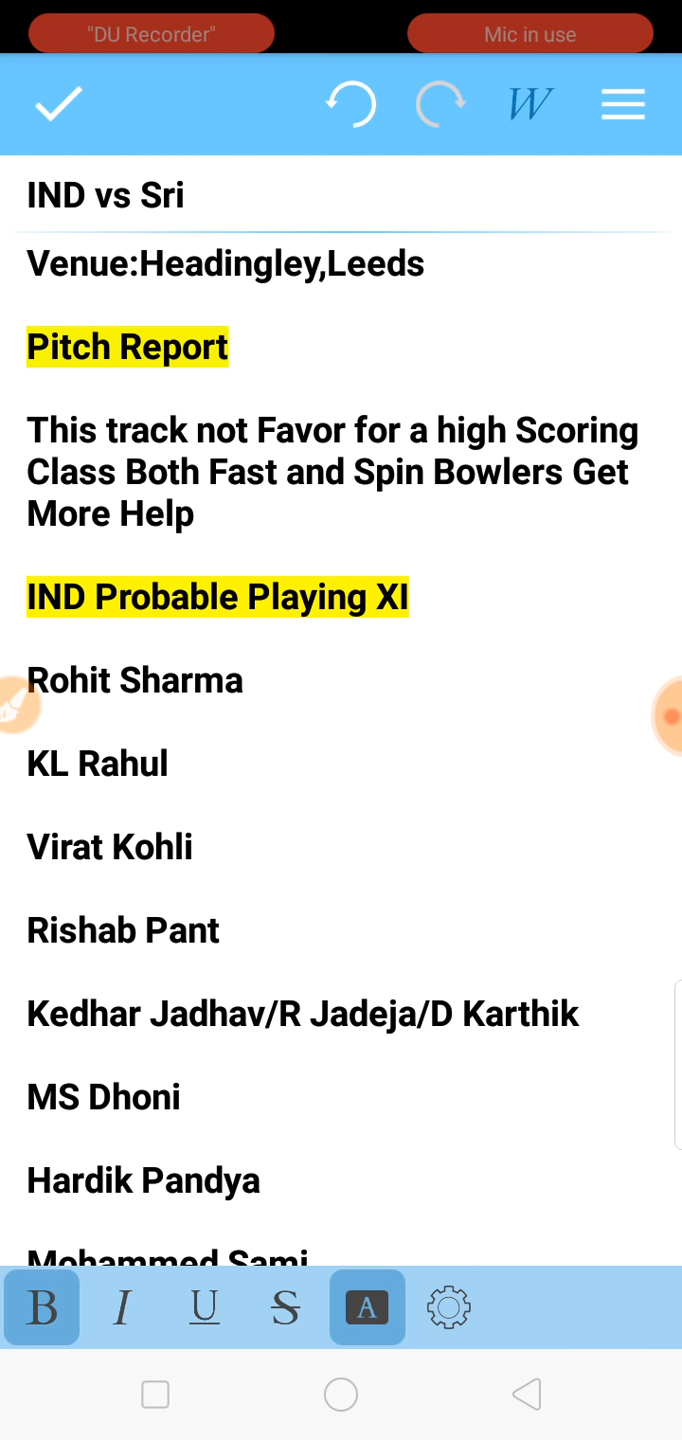 "DU Recorder" Mic in use
W
IND vs Sri
Venue:Headingley,Leeds
Pitch Report
This track not Favor for a high Scoring
Class Both Fast and Spin Bowlers Get
More Help
IND Probable Playing XI
Rohit Sharma
KL Rahul
Virat Kohli
Rishab Pant
Kedhar Jadhav/R Jadeja/D Karthik
MS Dhoni
Hardik Pandya
Mohammed Sami
B I U S A